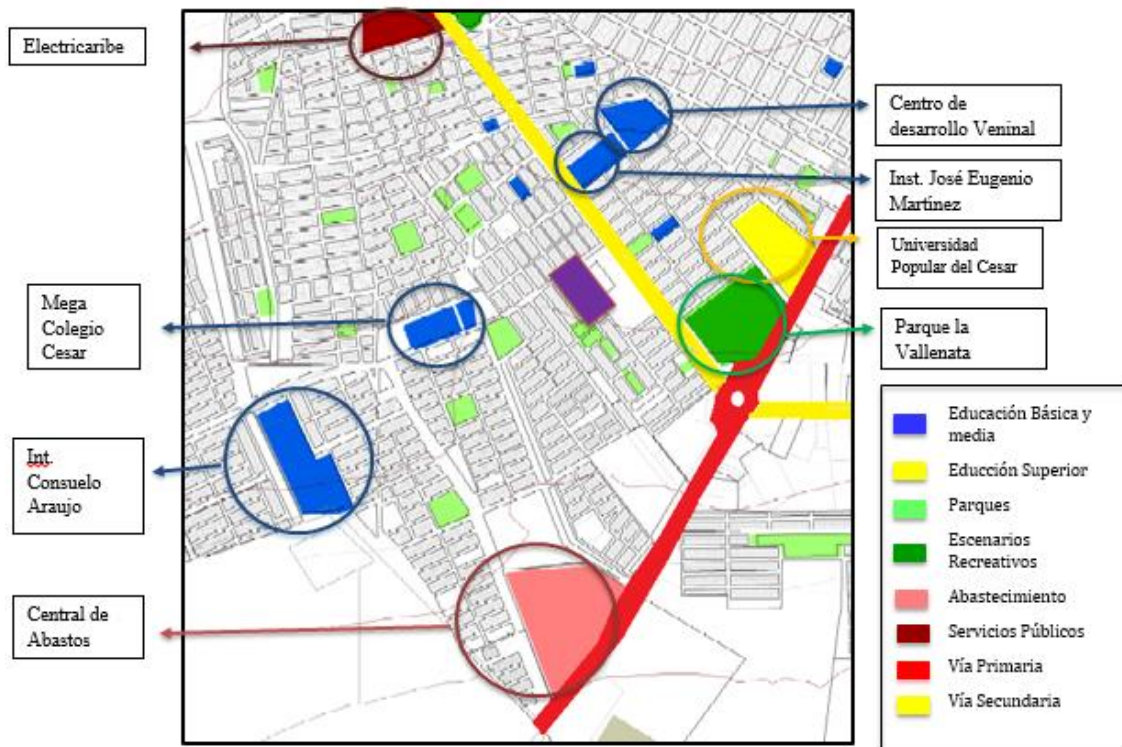 Electricaribe
Centro de
desarrollo Veninal
Inst. José Eugenio
Martínez
Universidad
Popular del Cesar
Mega
Colegio
Cesar
Parque la
Vallenata
Int.
Consuelo
Araujo
Central de
Abastos
Educación Básica y
media
Educción Superior
Parques
Escenarios
Recreativos
Abastecimiento
Servicios Públicos
Vía Primaria
Vía Secundaria